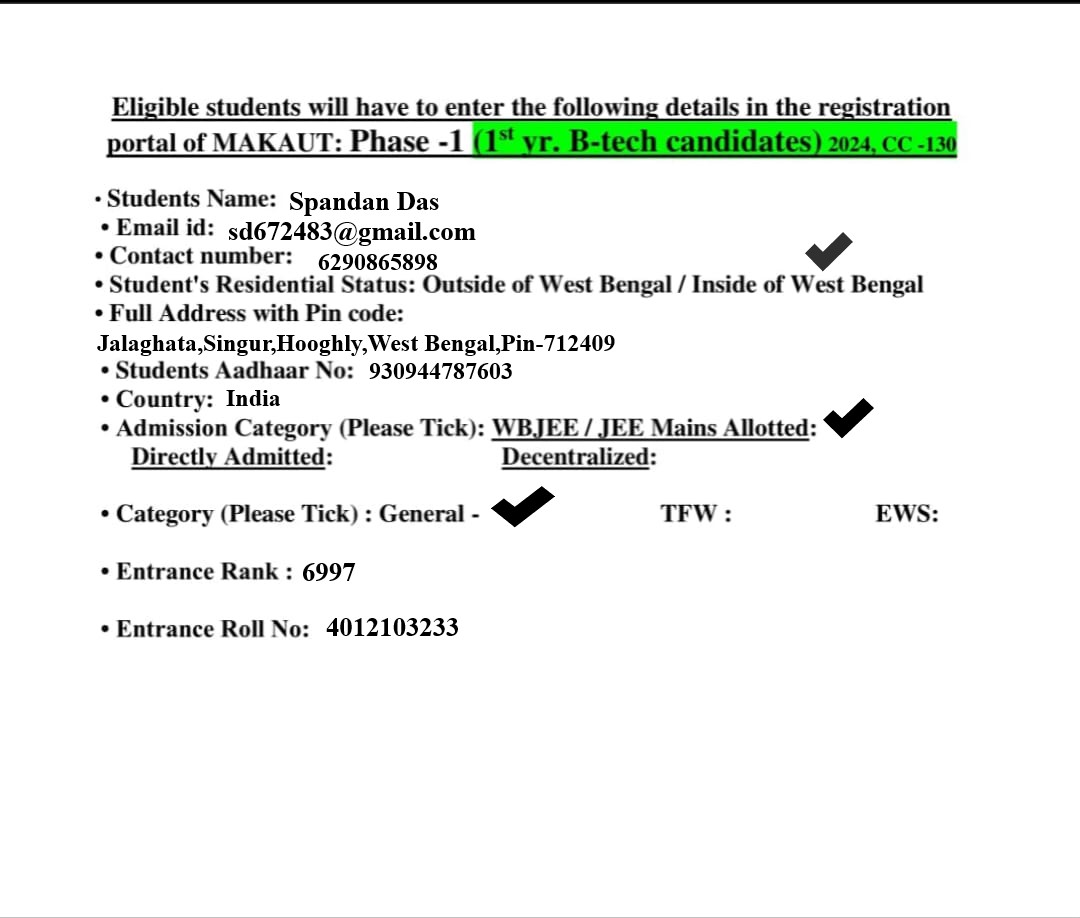 Eligible students will have to enter the following details in the registration
portal of MAKAUT: Phase -1 (1st yr. B-tech candidates) 2024, CC -130
• Students Name: Spandan Das
• Email id: sd672483@gmail.com
• Contact number: 6290865898
• Student's Residential Status: Outside of West Bengal / Inside of West Bengal
• Full Address with Pin code:
Jalaghata,Singur,Hooghly,West Bengal,Pin-712409
• Students Aadhaar No: 930944787603
• Country: India
• Admission Category (Please Tick): WBJEE / JEE Mains Allotted:
Directly Admitted: Decentralized:
• Category (Please Tick) : General - TFW : EWS:
• Entrance Rank : 6997
• Entrance Roll No: 4012103233